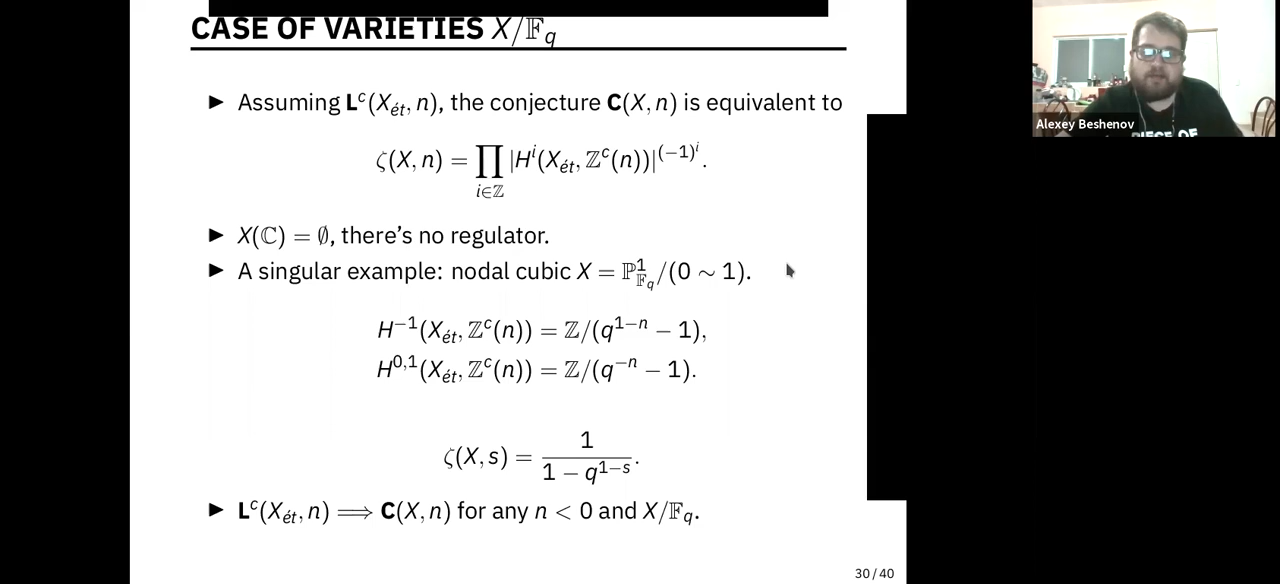 CASE OF VARIETIES X/𝔽_q
► Assuming L^c(X_ét, n), the conjecture C(X, n) is equivalent to
ζ(X, n) = ∏_{i∈ℤ} |H^i(X_ét, ℤ^c(n))|^{(−1)^i}.
► X(ℂ) = ∅, there's no regulator.
► A singular example: nodal cubic X = ℙ^1_{𝔽_q}/(0 ∼ 1).
H^{−1}(X_ét, ℤ^c(n)) = ℤ/(q^{1−n} − 1),
H^{0,1}(X_ét, ℤ^c(n)) = ℤ/(q^{−n} − 1).
ζ(X, s) = 1/(1 − q^{1−s}).
► L^c(X_ét, n) ⟹ C(X, n) for any n < 0 and X/𝔽_q.
30 / 40
Alexey Beshenov
PIECE OF